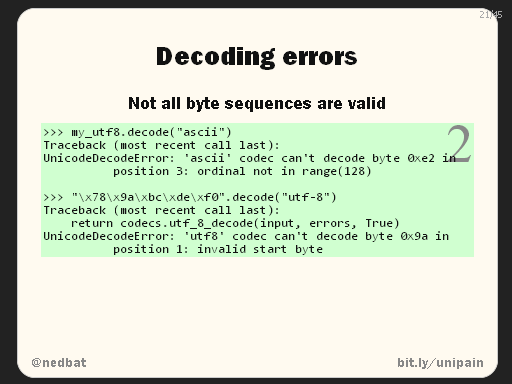 21/45
Decoding errors
Not all byte sequences are valid
2
>>> my_utf8.decode("ascii")
Traceback (most recent call last):
UnicodeDecodeError: 'ascii' codec can't decode byte 0xe2 in
position 3: ordinal not in range(128)
>>> "\x78\x9a\xbc\xde\xf0".decode("utf-8")
Traceback (most recent call last):
return codecs.utf_8_decode(input, errors, True)
UnicodeDecodeError: 'utf8' codec can't decode byte 0x9a in
position 1: invalid start byte
@nedbat
bit.ly/unipain